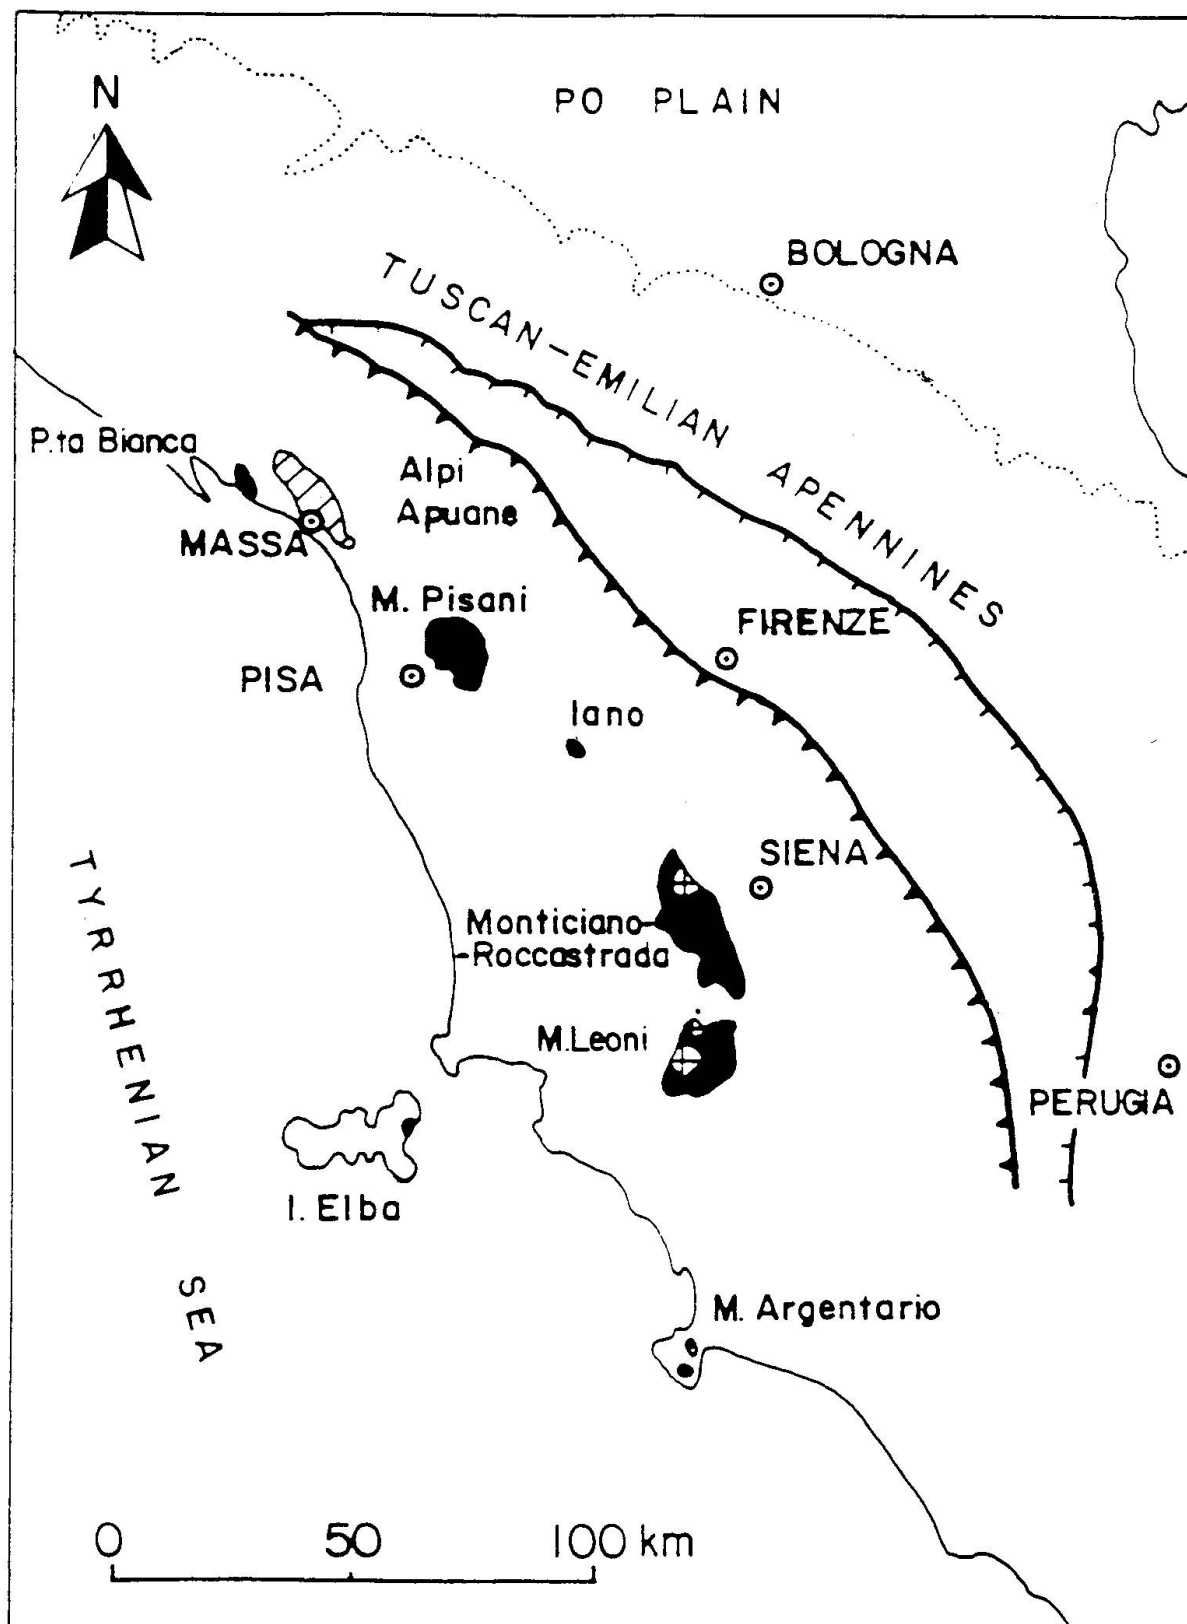 N
PO PLAIN
BOLOGNA
TUSCAN-EMILIAN APENNINES
P.ta Bianca
Alpi
Apuane
MASSA
M. Pisani
FIRENZE
PISA
Iano
SIENA
Monticiano-
-Roccastrada
M.Leoni
TYRRHENIAN SEA
PERUGIA
I. Elba
M. Argentario
0 50 100 km